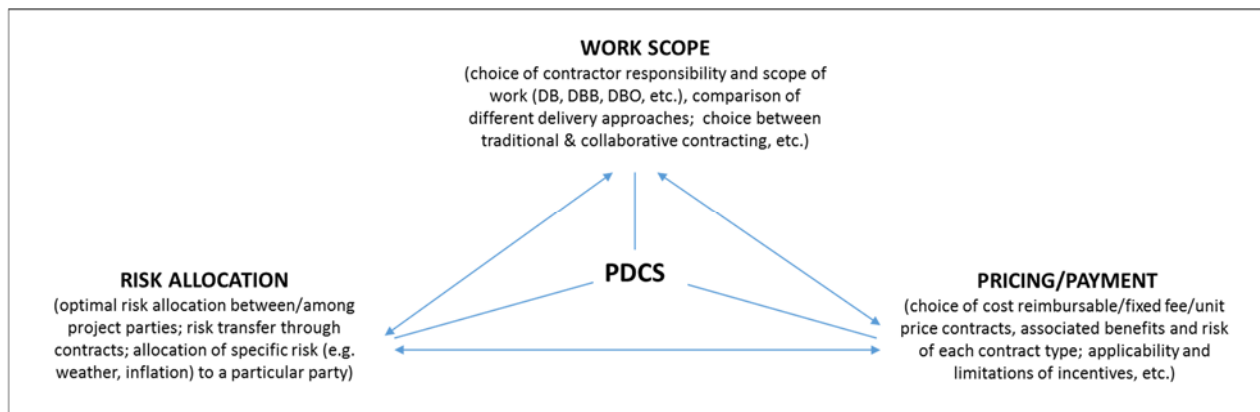 WORK SCOPE
(choice of contractor responsibility and scope of
work (DB, DBB, DBO, etc.), comparison of
different delivery approaches; choice between
traditional & collaborative contracting, etc.)
PDCS
RISK ALLOCATION
(optimal risk allocation between/among
project parties; risk transfer through
contracts; allocation of specific risk (e.g.
weather, inflation) to a particular party)
PRICING/PAYMENT
(choice of cost reimbursable/fixed fee/unit
price contracts, associated benefits and risk
of each contract type; applicability and
limitations of incentives, etc.)